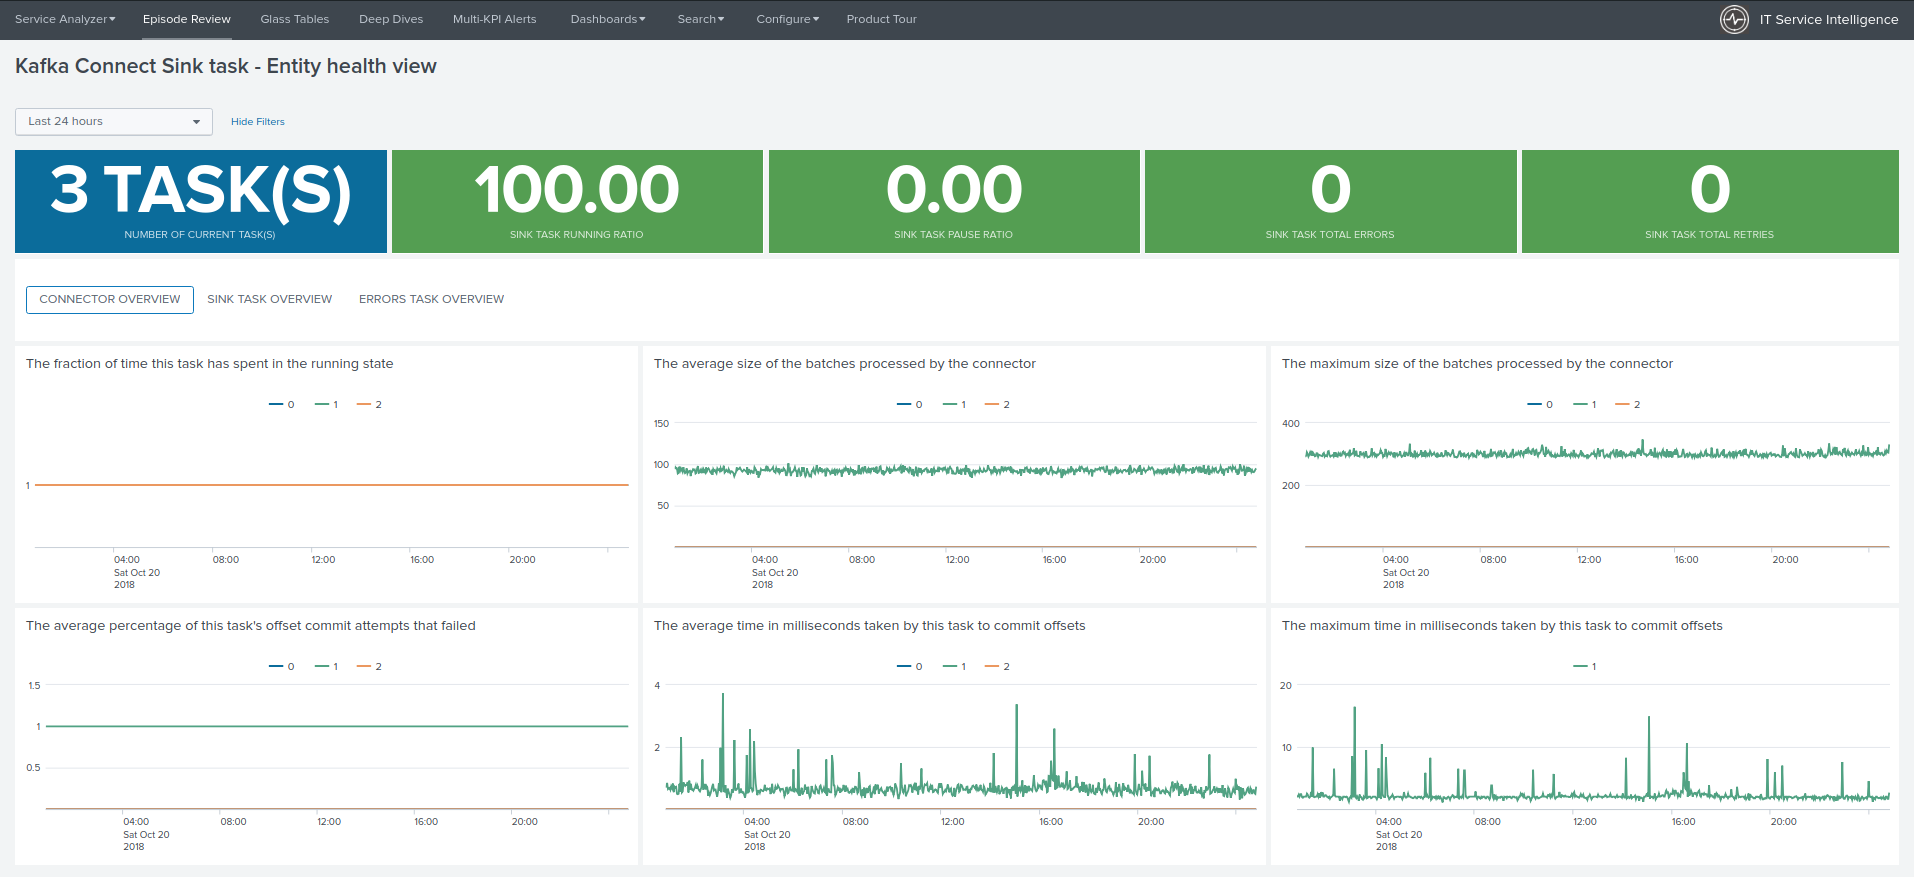 Service Analyzer Episode Review Glass Tables Deep Dives Multi-KPI Alerts Dashboards Search Configure Product Tour IT Service Intelligence
Kafka Connect Sink task - Entity health view
Last 24 hours Hide Filters
3 TASK(S)
NUMBER OF CURRENT TASK(S)
100.00
SINK TASK RUNNING RATIO
0.00
SINK TASK PAUSE RATIO
0
SINK TASK TOTAL ERRORS
0
SINK TASK TOTAL RETRIES
CONNECTOR OVERVIEW SINK TASK OVERVIEW ERRORS TASK OVERVIEW
The fraction of time this task has spent in the running state
0 1 2
1
04:00 08:00 12:00 16:00 20:00
Sat Oct 20
2018
The average size of the batches processed by the connector
0 1 2
150
100
50
04:00 08:00 12:00 16:00 20:00
Sat Oct 20
2018
The maximum size of the batches processed by the connector
0 1 2
400
200
04:00 08:00 12:00 16:00 20:00
Sat Oct 20
2018
The average percentage of this task's offset commit attempts that failed
0 1 2
1.5
1
0.5
04:00 08:00 12:00 16:00 20:00
Sat Oct 20
2018
The average time in milliseconds taken by this task to commit offsets
0 1 2
4
2
04:00 08:00 12:00 16:00 20:00
Sat Oct 20
2018
The maximum time in milliseconds taken by this task to commit offsets
1
20
10
04:00 08:00 12:00 16:00 20:00
Sat Oct 20
2018